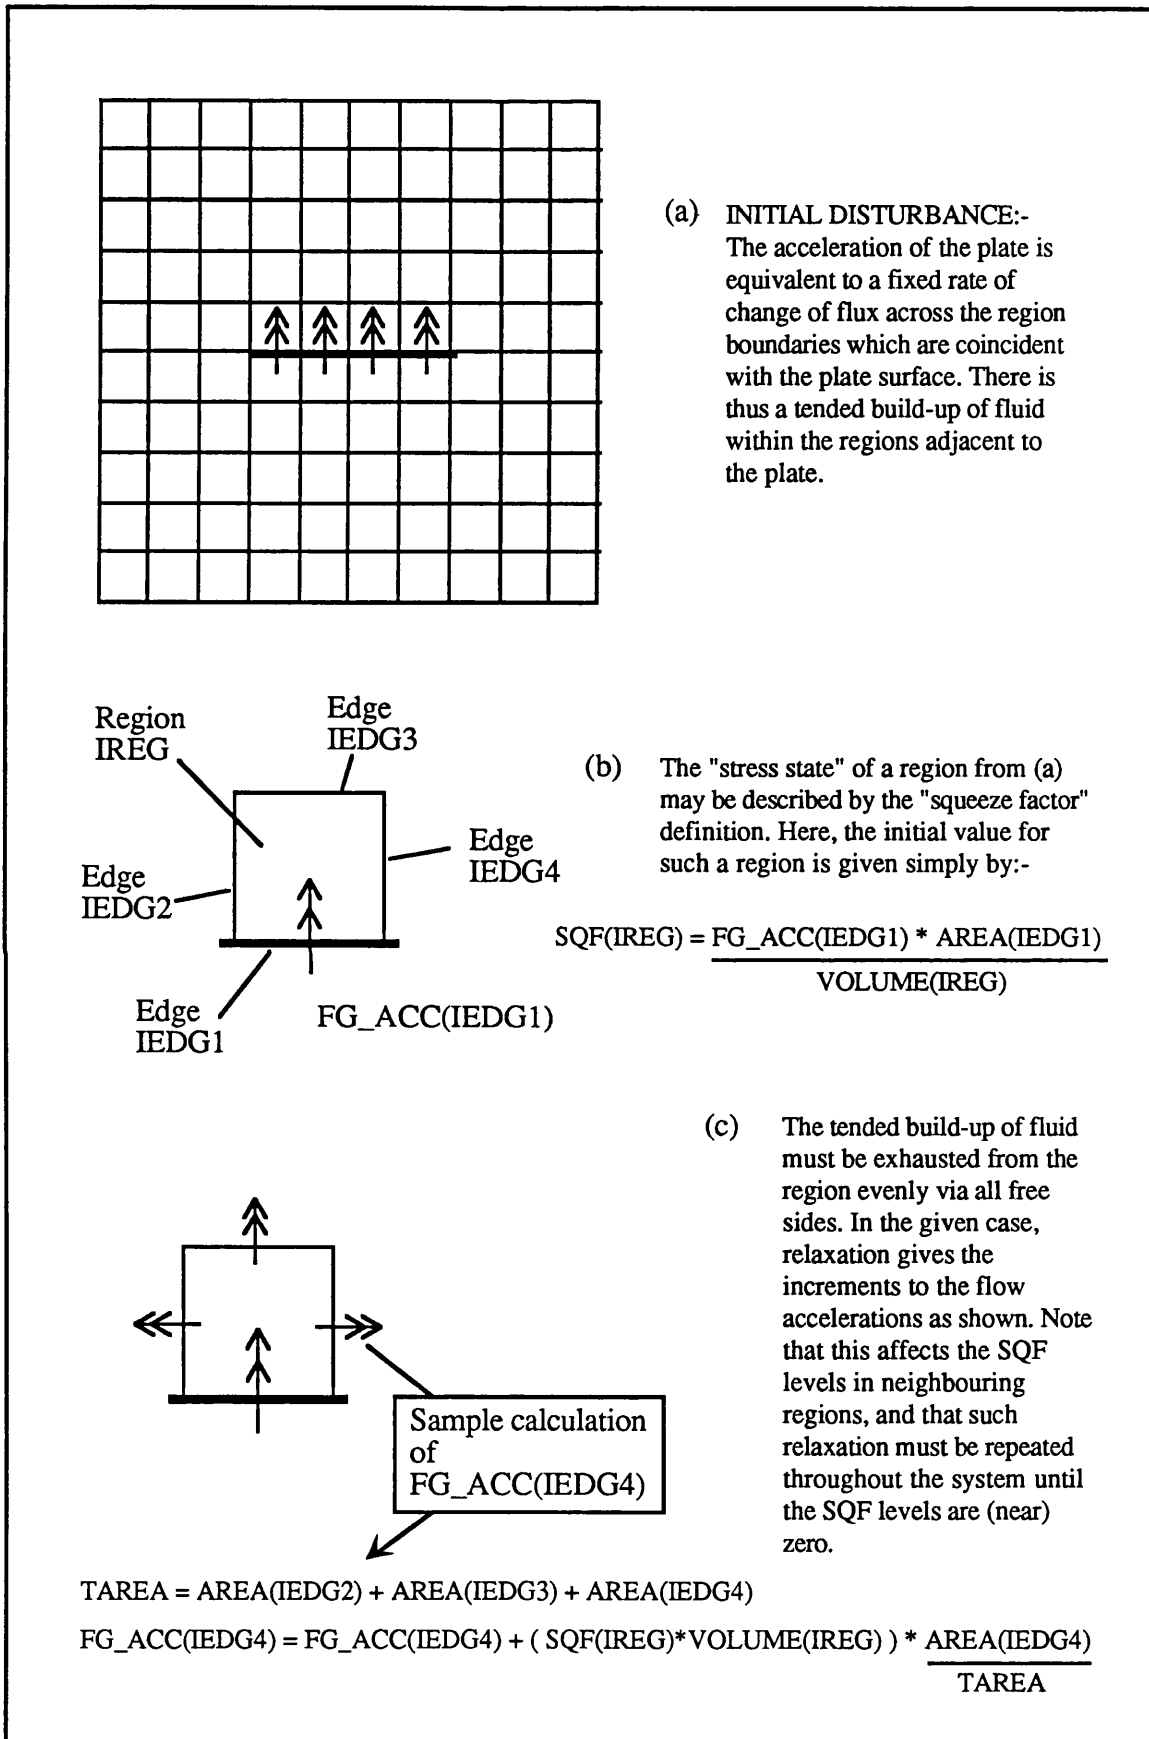 (a) INITIAL DISTURBANCE:-
The acceleration of the plate is
equivalent to a fixed rate of
change of flux across the region
boundaries which are coincident
with the plate surface. There is
thus a tended build-up of fluid
within the regions adjacent to
the plate.
Region
IREG
Edge
IEDG3
Edge
IEDG4
Edge
IEDG2
Edge
IEDG1
FG_ACC(IEDG1)
(b) The "stress state" of a region from (a)
may be described by the "squeeze factor"
definition. Here, the initial value for
such a region is given simply by:-
SQF(IREG) = FG_ACC(IEDG1) * AREA(IEDG1)
VOLUME(IREG)
(c) The tended build-up of fluid
must be exhausted from the
region evenly via all free
sides. In the given case,
relaxation gives the
increments to the flow
accelerations as shown. Note
that this affects the SQF
levels in neighbouring
regions, and that such
relaxation must be repeated
throughout the system until
the SQF levels are (near)
zero.
Sample calculation
of
FG_ACC(IEDG4)
TAREA = AREA(IEDG2) + AREA(IEDG3) + AREA(IEDG4)
FG_ACC(IEDG4) = FG_ACC(IEDG4) + ( SQF(IREG)*VOLUME(IREG) ) * AREA(IEDG4)
TAREA